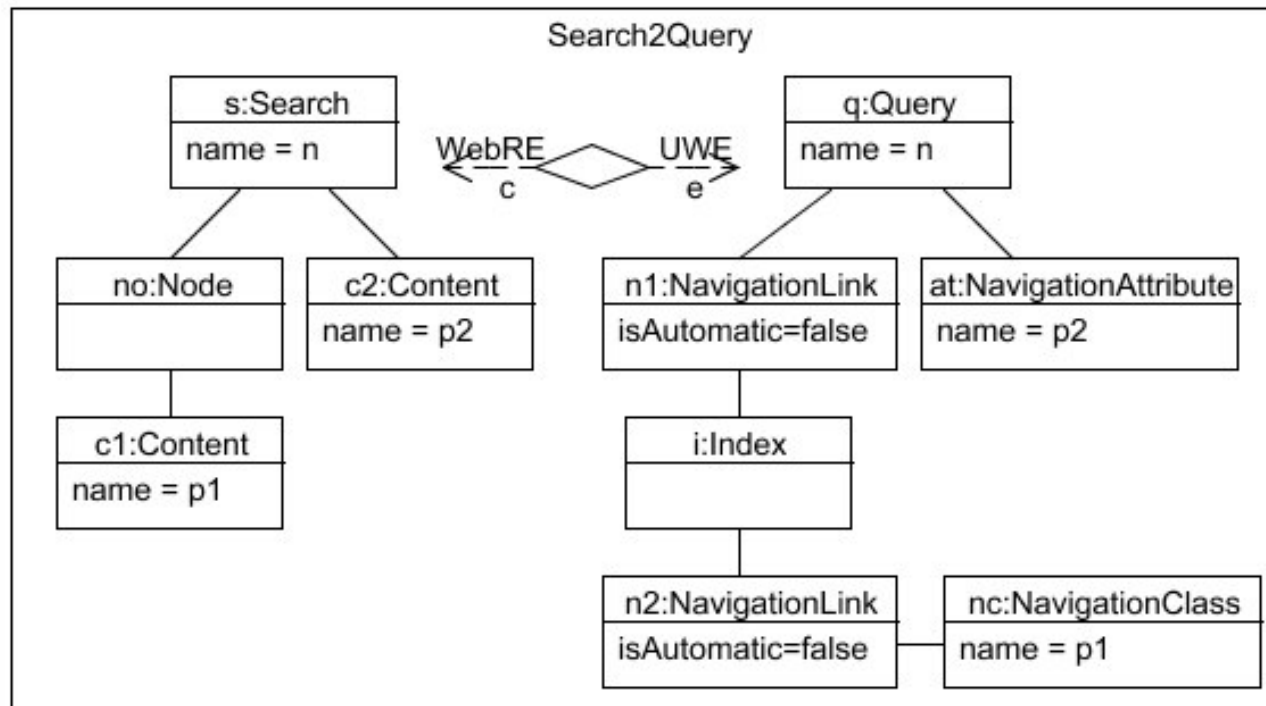 Search2Query
s:Search
name = n
WebRE
c
UWE
e
q:Query
name = n
no:Node
c2:Content
name = p2
n1:NavigationLink
isAutomatic=false
at:NavigationAttribute
name = p2
c1:Content
name = p1
i:Index
n2:NavigationLink
isAutomatic=false
nc:NavigationClass
name = p1